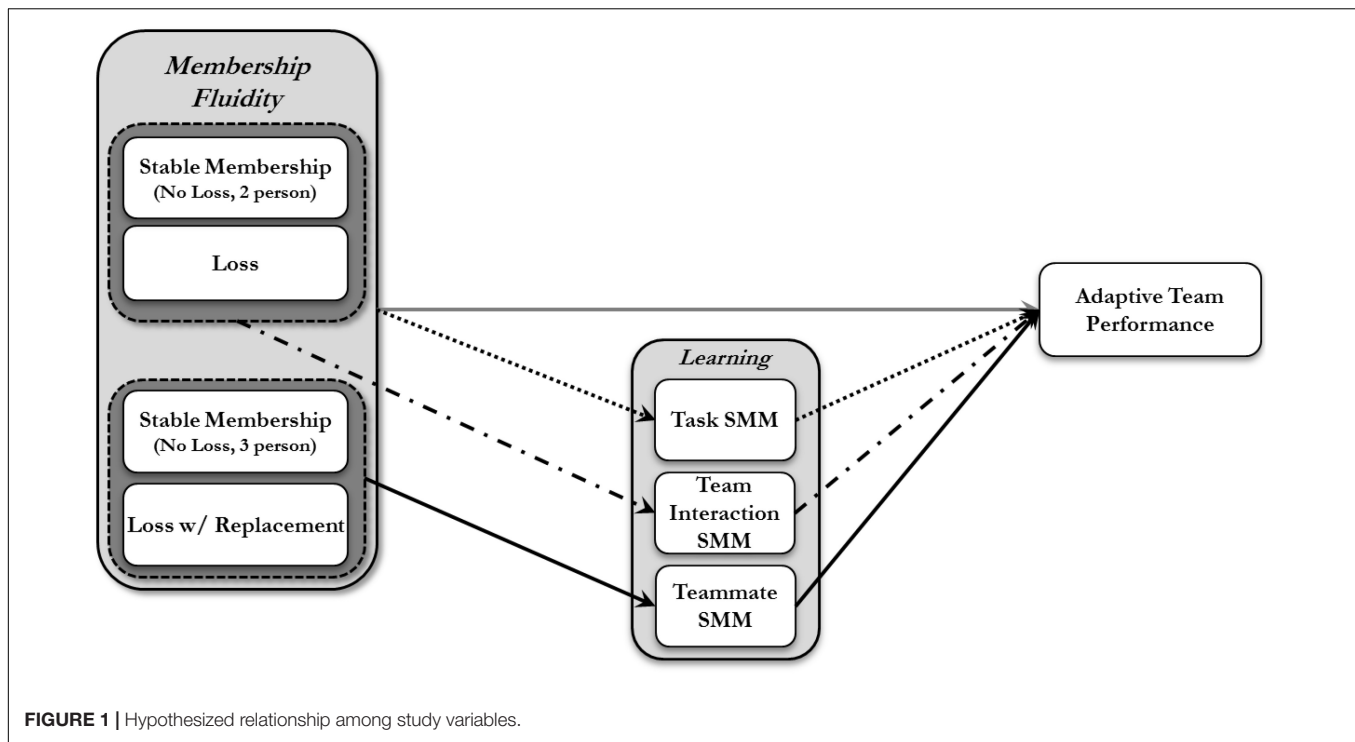 Membership
Fluidity
Stable Membership
(No Loss, 2 person)
Loss
Stable Membership
(No Loss, 3 person)
Loss w/ Replacement
Learning
Task SMM
Team
Interaction
SMM
Teammate
SMM
Adaptive Team
Performance
FIGURE 1 | Hypothesized relationship among study variables.